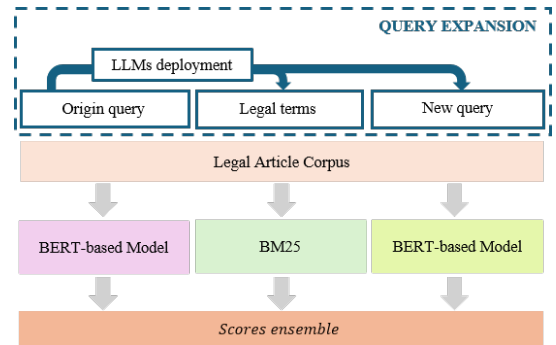 QUERY EXPANSION
LLMs deployment
Origin query
Legal terms
New query
Legal Article Corpus
BERT-based Model
BM25
BERT-based Model
Scores ensemble